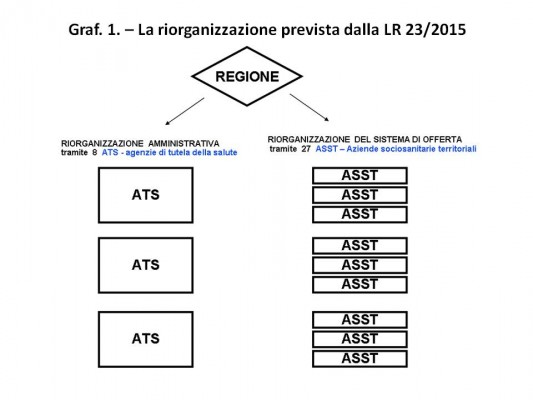 Graf. 1. – La riorganizzazione prevista dalla LR 23/2015
REGIONE
RIORGANIZZAZIONE AMMINISTRATIVA
tramite 8 ATS - agenzie di tutela della salute
RIORGANIZZAZIONE DEL SISTEMA DI OFFERTA
tramite 27 ASST – Aziende sociosanitarie territoriali
ATS
ASST
ASST
ASST
ATS
ASST
ASST
ASST
ATS
ASST
ASST
ASST